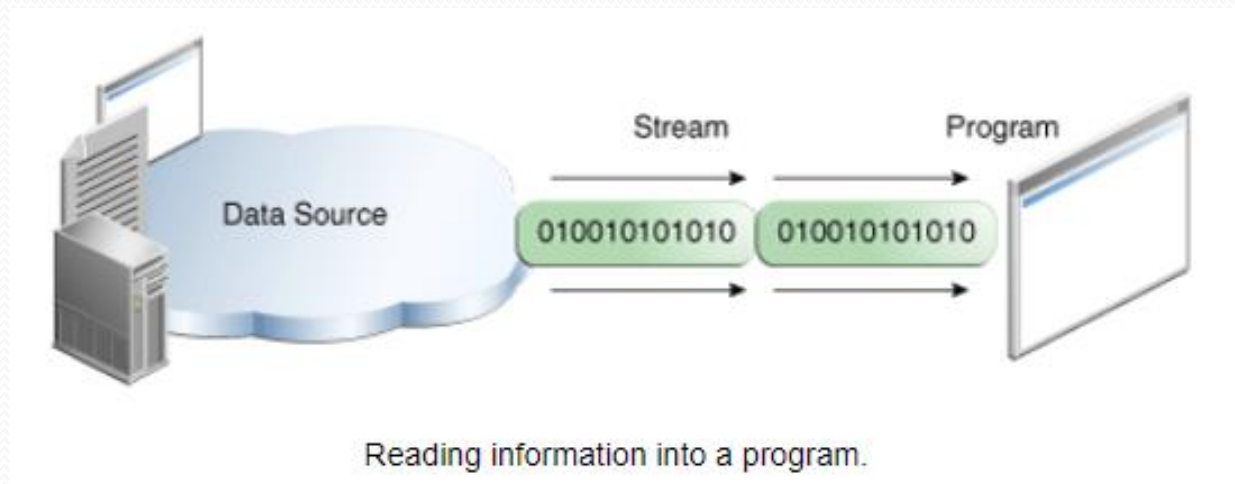 Stream
Program
Data Source
010010101010
010010101010
Reading information into a program.